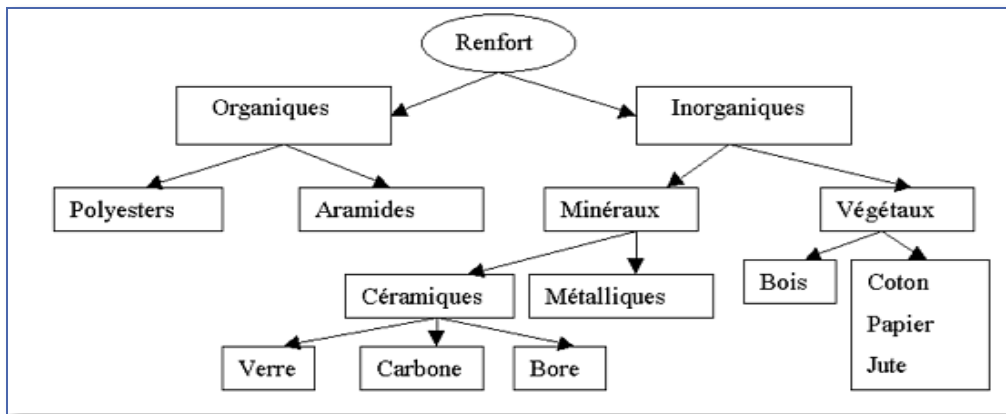 Renfort
Organiques
Inorganiques
Polyesters
Aramides
Minéraux
Végétaux
Céramiques
Métalliques
Bois
Coton
Papier
Jute
Verre
Carbone
Bore